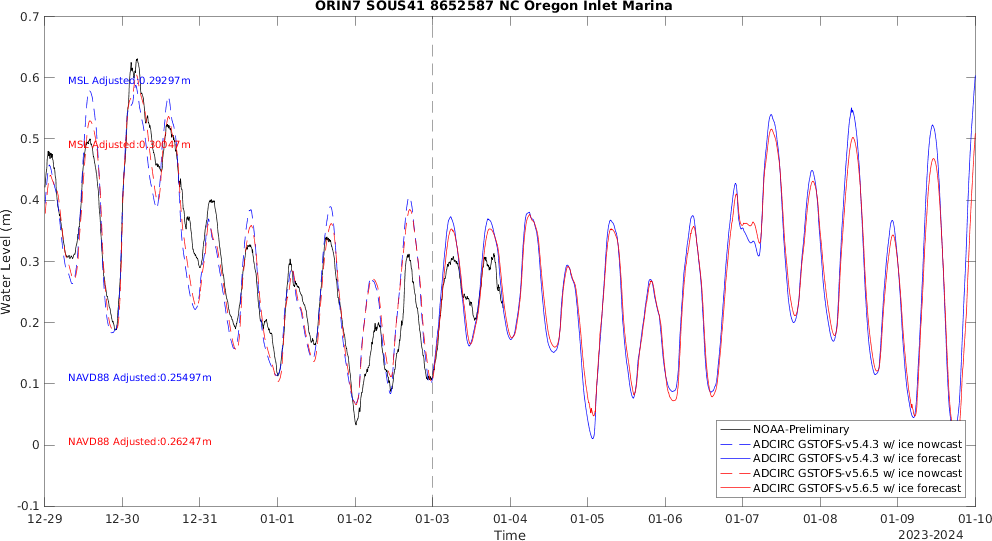 ORIN7 SOUS41 8652587 NC Oregon Inlet Marina
0.7
0.6
0.5
0.4
0.3
0.2
0.1
0
-0.1
Water Level (m)
MSL Adjusted:0.29297m
MSL Adjusted:0.30047m
NAVD88 Adjusted:0.25497m
NAVD88 Adjusted:0.26247m
NOAA-Preliminary
ADCIRC GSTOFS-v5.4.3 w/ ice nowcast
ADCIRC GSTOFS-v5.4.3 w/ ice forecast
ADCIRC GSTOFS-v5.6.5 w/ ice nowcast
ADCIRC GSTOFS-v5.6.5 w/ ice forecast
12-29 12-30 12-31 01-01 01-02 01-03 01-04 01-05 01-06 01-07 01-08 01-09 01-10
Time
2023-2024